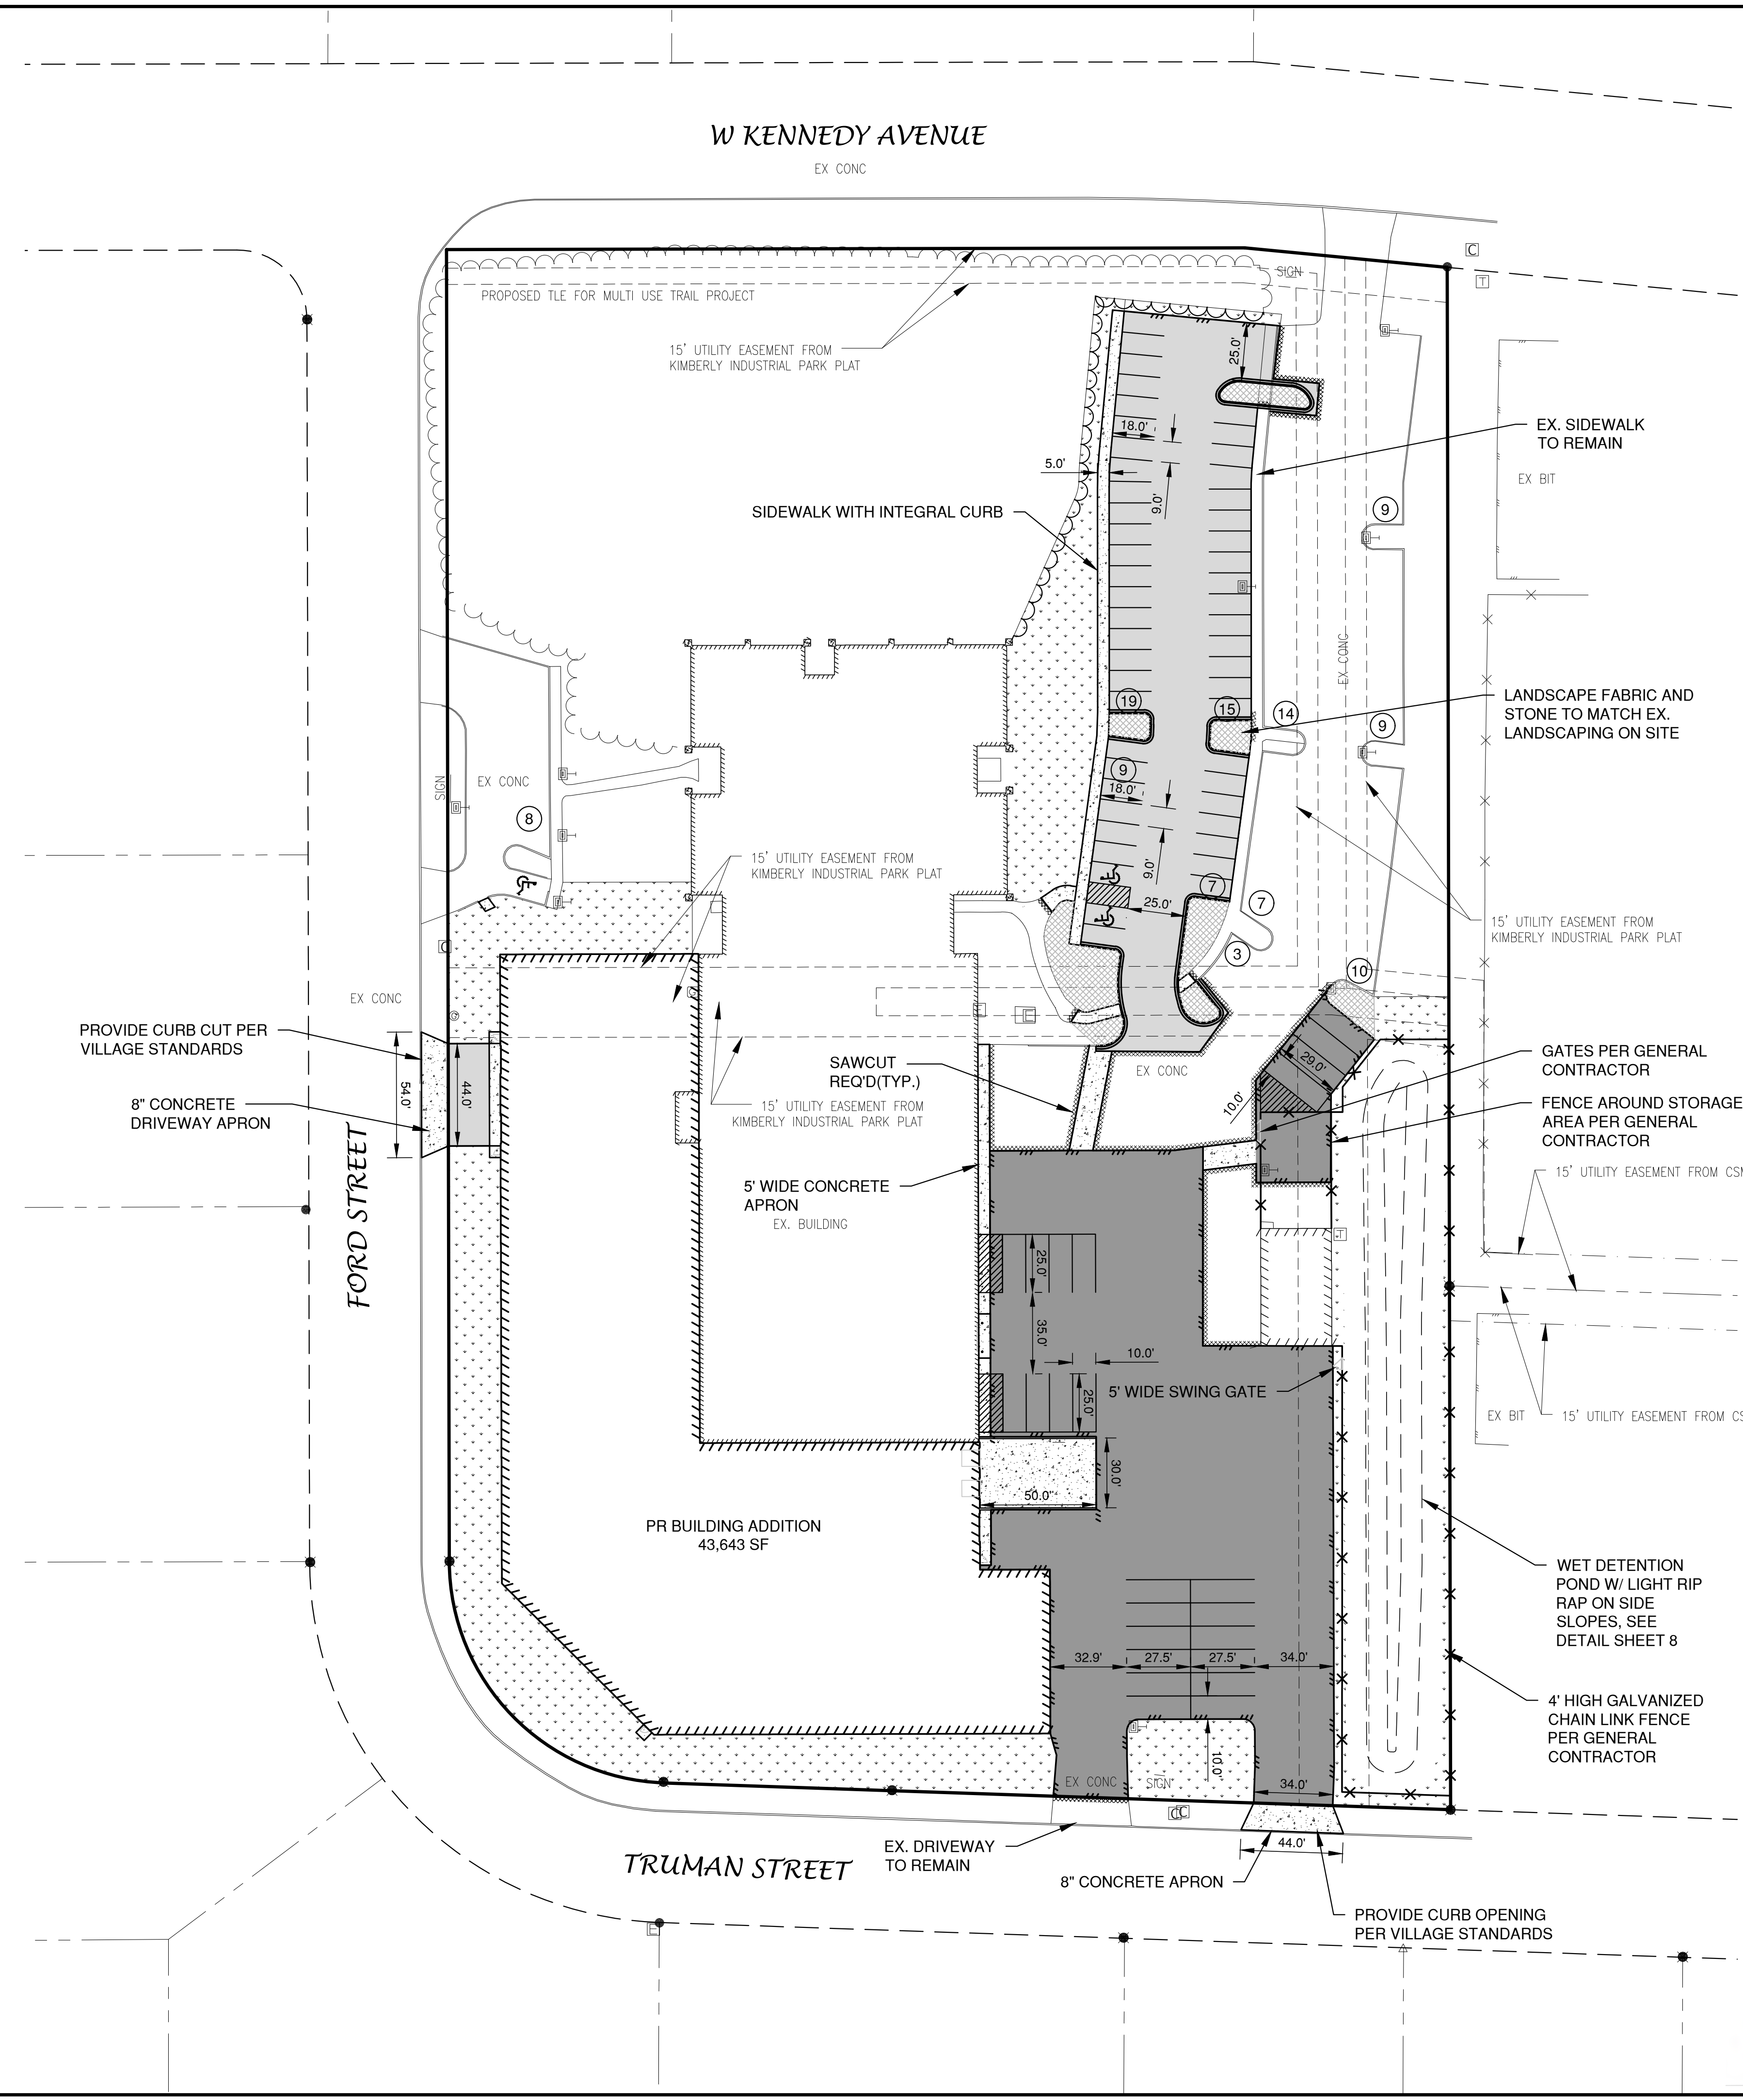 W KENNEDY AVENUE
EX CONC
C
T
SIGN
PROPOSED TLE FOR MULTI USE TRAIL PROJECT
15' UTILITY EASEMENT FROM
KIMBERLY INDUSTRIAL PARK PLAT
25.0'
EX. SIDEWALK
TO REMAIN
18.0'
5.0'
9.0'
EX BIT
SIDEWALK WITH INTEGRAL CURB
9
EX CONC
19
15
14
9
LANDSCAPE FABRIC AND
STONE TO MATCH EX.
LANDSCAPING ON SITE
SIGN
EX CONC
8
9
18.0'
9.0'
15' UTILITY EASEMENT FROM
KIMBERLY INDUSTRIAL PARK PLAT
7
25.0'
7
3
15' UTILITY EASEMENT FROM
KIMBERLY INDUSTRIAL PARK PLAT
10
EX CONC
E
PROVIDE CURB CUT PER
VILLAGE STANDARDS
8" CONCRETE
DRIVEWAY APRON
54.0'
44.0'
SAWCUT
REQ'D(TYP.)
EX CONC
29.0'
10.0'
GATES PER GENERAL
CONTRACTOR
15' UTILITY EASEMENT FROM
KIMBERLY INDUSTRIAL PARK PLAT
FENCE AROUND STORAGE
AREA PER GENERAL
CONTRACTOR
15' UTILITY EASEMENT FROM CSM
FORD STREET
5' WIDE CONCRETE
APRON
EX. BUILDING
T
25.0'
35.0'
10.0'
25.0'
5' WIDE SWING GATE
EX BIT
15' UTILITY EASEMENT FROM CS
30.0'
50.0'
PR BUILDING ADDITION
43,643 SF
WET DETENTION
POND W/ LIGHT RIP
RAP ON SIDE
SLOPES, SEE
DETAIL SHEET 8
32.9'
27.5'
27.5'
34.0'
4' HIGH GALVANIZED
CHAIN LINK FENCE
PER GENERAL
CONTRACTOR
10.0'
EX CONC
SIGN
34.0'
C
C
44.0'
EX. DRIVEWAY
TO REMAIN
TRUMAN STREET
8" CONCRETE APRON
PROVIDE CURB OPENING
PER VILLAGE STANDARDS
E